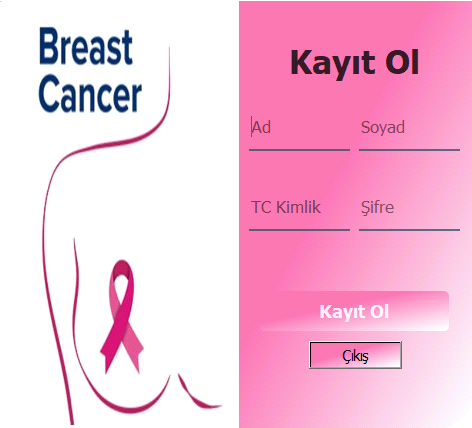 Breast
Cancer
Kayıt Ol
Ad
Soyad
TC Kimlik
Şifre
Kayıt Ol
Çıkış